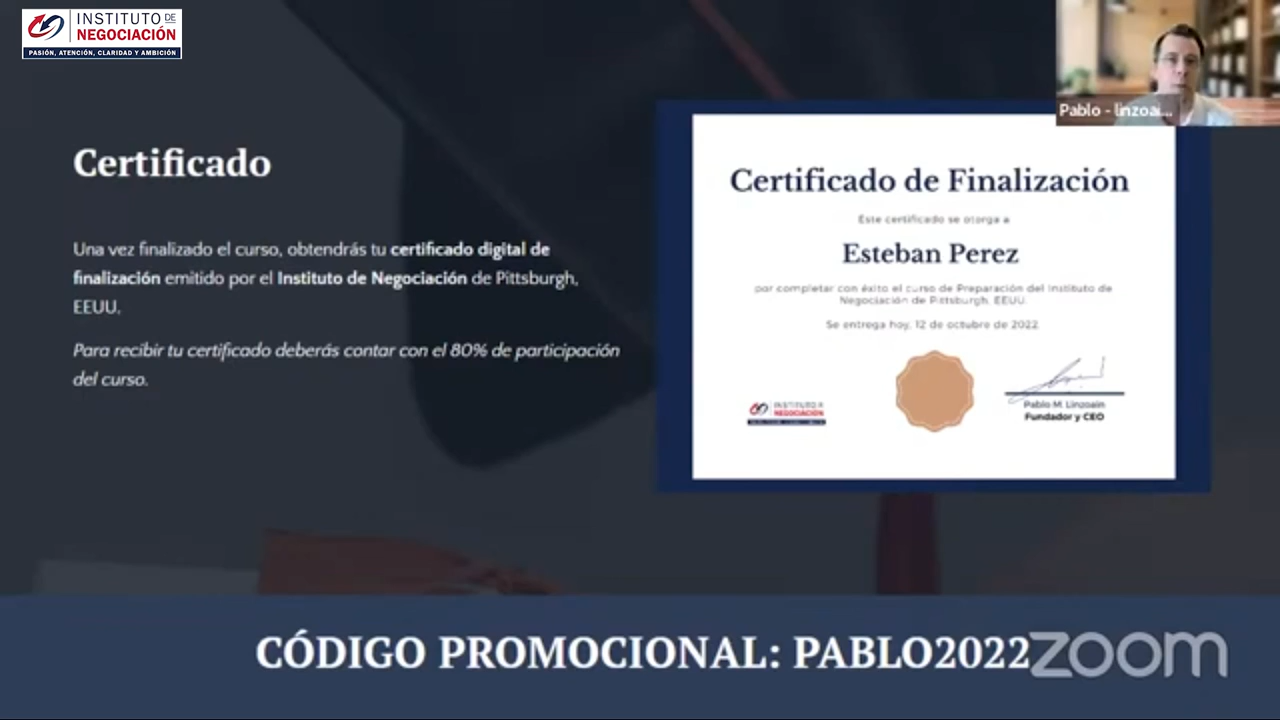 INSTITUTO DE
NEGOCIACIÓN
PASIÓN, ATENCIÓN, CLARIDAD Y AMBICIÓN
Pablo - linzoai...
Certificado
Una vez finalizado el curso, obtendrás tu certificado digital de
finalización emitido por el Instituto de Negociación de Pittsburgh,
EEUU.
Para recibir tu certificado deberás contar con el 80% de participación
del curso.
Certificado de Finalización
Este certificado se otorga a
Esteban Perez
por completar con éxito el curso de Preparación del Instituto de
Negociación de Pittsburgh, EEUU.
Se entrega hoy, 12 de octubre de 2022
INSTITUTO DE
NEGOCIACIÓN
Pablo M. Linzoain
Fundador y CEO
CÓDIGO PROMOCIONAL: PABLO2022
zoom